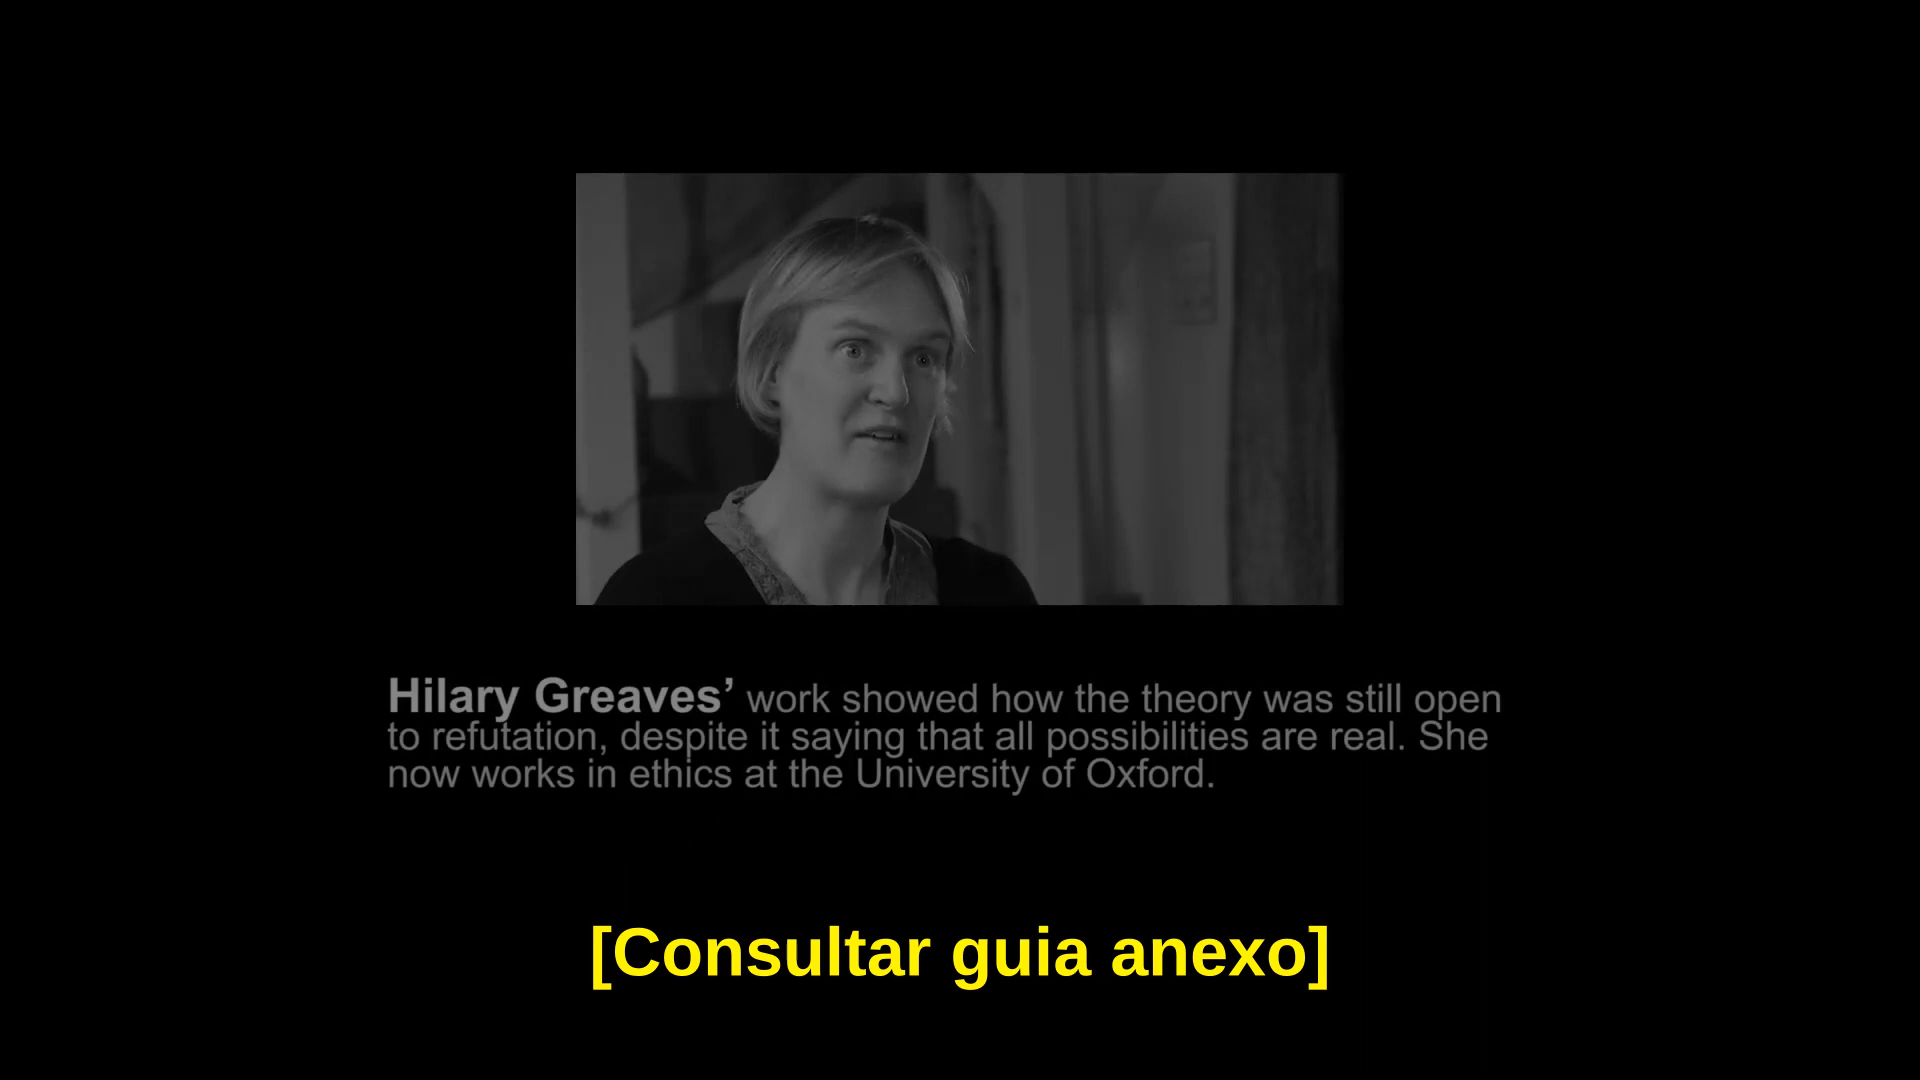 Hilary Greaves’ work showed how the theory was still open
to refutation, despite it saying that all possibilities are real. She
now works in ethics at the University of Oxford.
[Consultar guia anexo]